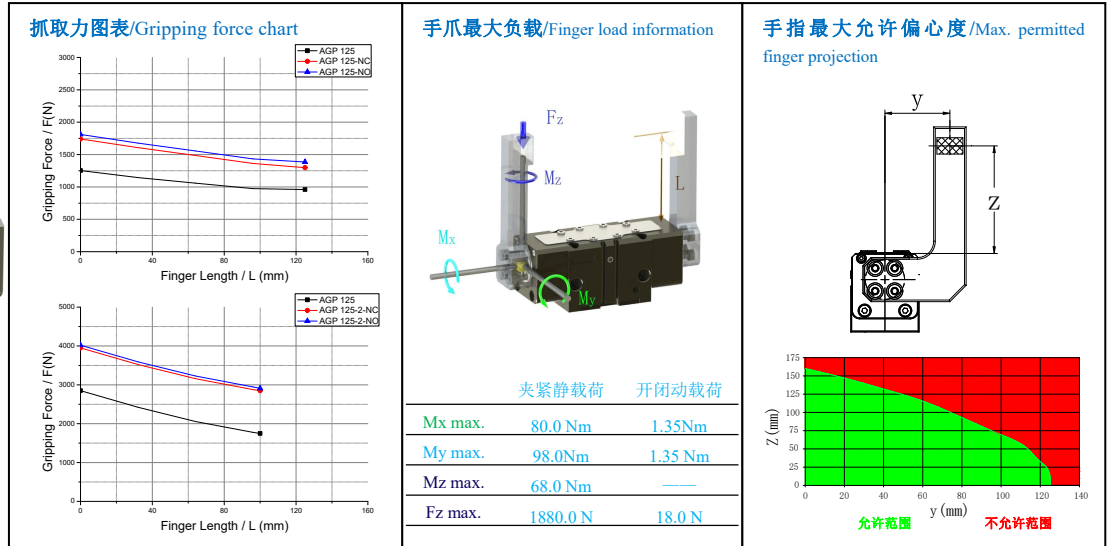 抓取力图表/Gripping force chart
AGP 125
AGP 125-NC
AGP 125-NO
3000
2500
2000
1500
1000
500
0
Gripping Force / F(N)
0 40 80 120 160
Finger Length / L (mm)
AGP 125
AGP 125-2-NC
AGP 125-2-NO
5000
4000
3000
2000
1000
0
Gripping Force / F(N)
0 40 80 120 160
Finger Length / L (mm)
手爪最大负载/Finger load information
Fz
Mz
L
Mx
My
夹紧静载荷 开闭动载荷
Mx max. 80.0 Nm 1.35Nm
My max. 98.0Nm 1.35 Nm
Mz max. 68.0 Nm ——
Fz max. 1880.0 N 18.0 N
手指最大允许偏心度/Max. permitted
finger projection
y
Z
175
150
125
100
75
50
25
0
Z(mm)
0 20 40 60 80 100 120 140
y(mm)
允许范围 不允许范围